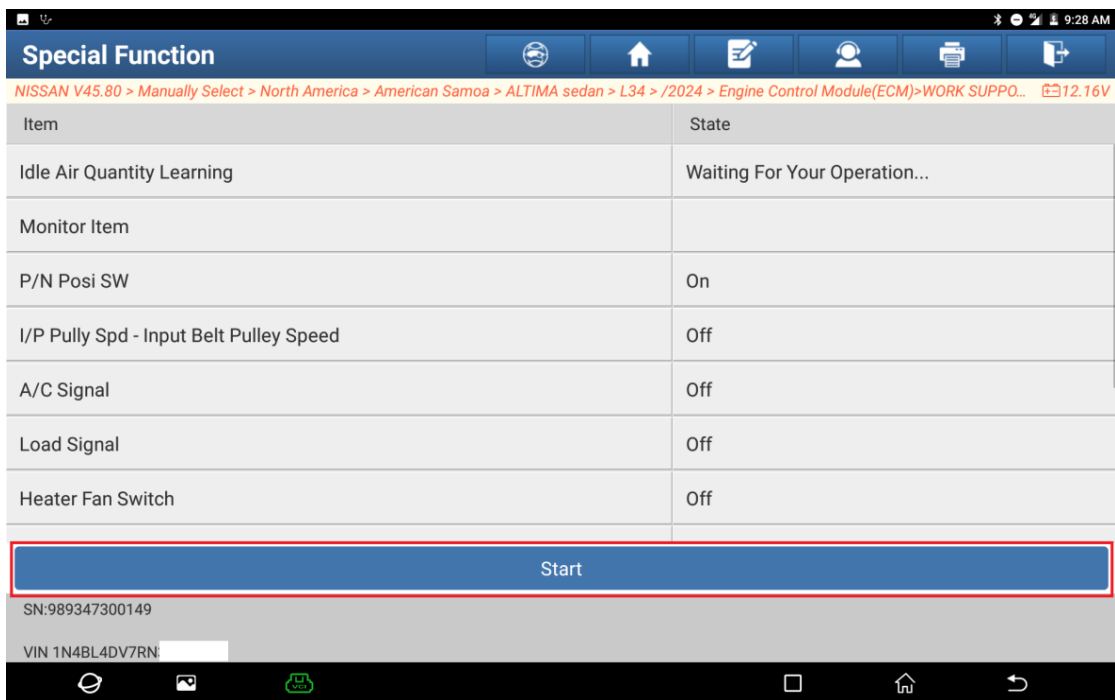 9:28 AM
Special Function
NISSAN V45.80 > Manually Select > North America > American Samoa > ALTIMA sedan > L34 > /2024 > Engine Control Module(ECM)>WORK SUPPO... 12.16V
Item State
Idle Air Quantity Learning Waiting For Your Operation...
Monitor Item
P/N Posi SW On
I/P Pully Spd - Input Belt Pulley Speed Off
A/C Signal Off
Load Signal Off
Heater Fan Switch Off
Start
SN:989347300149
VIN 1N4BL4DV7RN
VCI